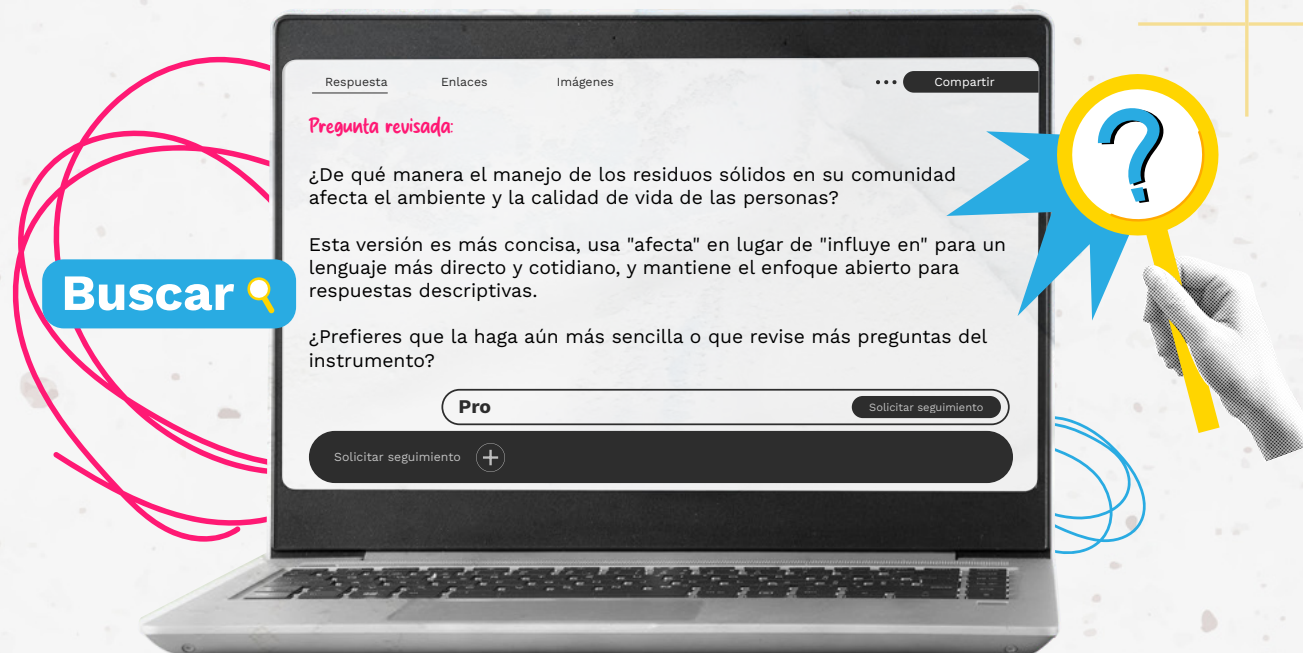 Respuesta
Enlaces
Imágenes
Compartir
Pregunta revisada:
¿De qué manera el manejo de los residuos sólidos en su comunidad
afecta el ambiente y la calidad de vida de las personas?
Esta versión es más concisa, usa "afecta" en lugar de "influye en" para un
lenguaje más directo y cotidiano, y mantiene el enfoque abierto para
respuestas descriptivas.
¿Prefieres que la haga aún más sencilla o que revise más preguntas del
instrumento?
Pro
Solicitar seguimiento
Solicitar seguimiento
Buscar
?